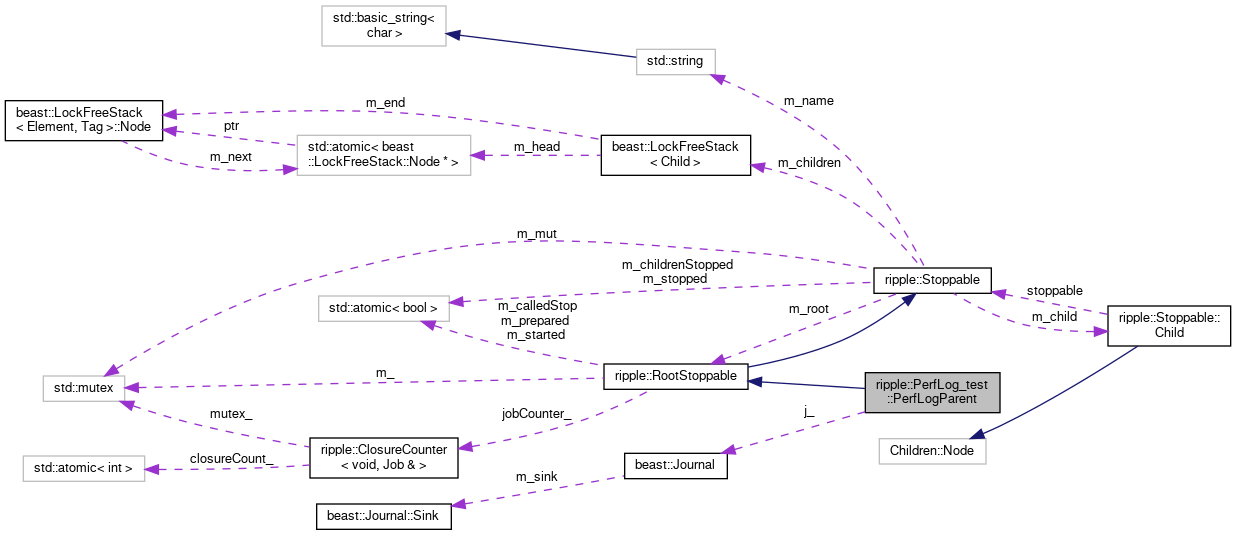 std::basic_string<
char >
std::string
m_name
beast::LockFreeStack
< Element, Tag >::Node
m_end
ptr
m_next
std::atomic< beast
::LockFreeStack::Node * >
m_head
beast::LockFreeStack
< Child >
m_children
m_mut
m_childrenStopped
m_stopped
ripple::Stoppable
stoppable
m_child
ripple::Stoppable::
Child
std::atomic< bool >
m_calledStop
m_prepared
m_started
m_root
std::mutex
m_
ripple::RootStoppable
ripple::PerfLog_test
::PerfLogParent
mutex_
jobCounter_
j_
closureCount_
std::atomic< int >
ripple::ClosureCounter
< void, Job & >
beast::Journal
Children::Node
m_sink
beast::Journal::Sink